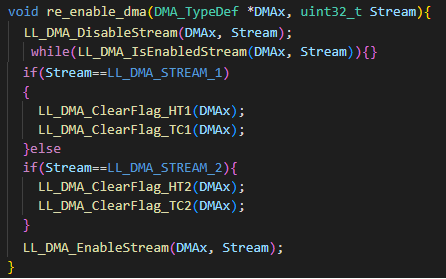 void re_enable_dma(DMA_TypeDef *DMAx, uint32_t Stream){
  LL_DMA_DisableStream(DMAx, Stream);
   while(LL_DMA_IsEnabledStream(DMAx, Stream)){}
  if(Stream==LL_DMA_STREAM_1)
  {
    LL_DMA_ClearFlag_HT1(DMAx);
    LL_DMA_ClearFlag_TC1(DMAx);
  }else
  if(Stream==LL_DMA_STREAM_2){
    LL_DMA_ClearFlag_HT2(DMAx);
    LL_DMA_ClearFlag_TC2(DMAx);
  }
  LL_DMA_EnableStream(DMAx, Stream);
}